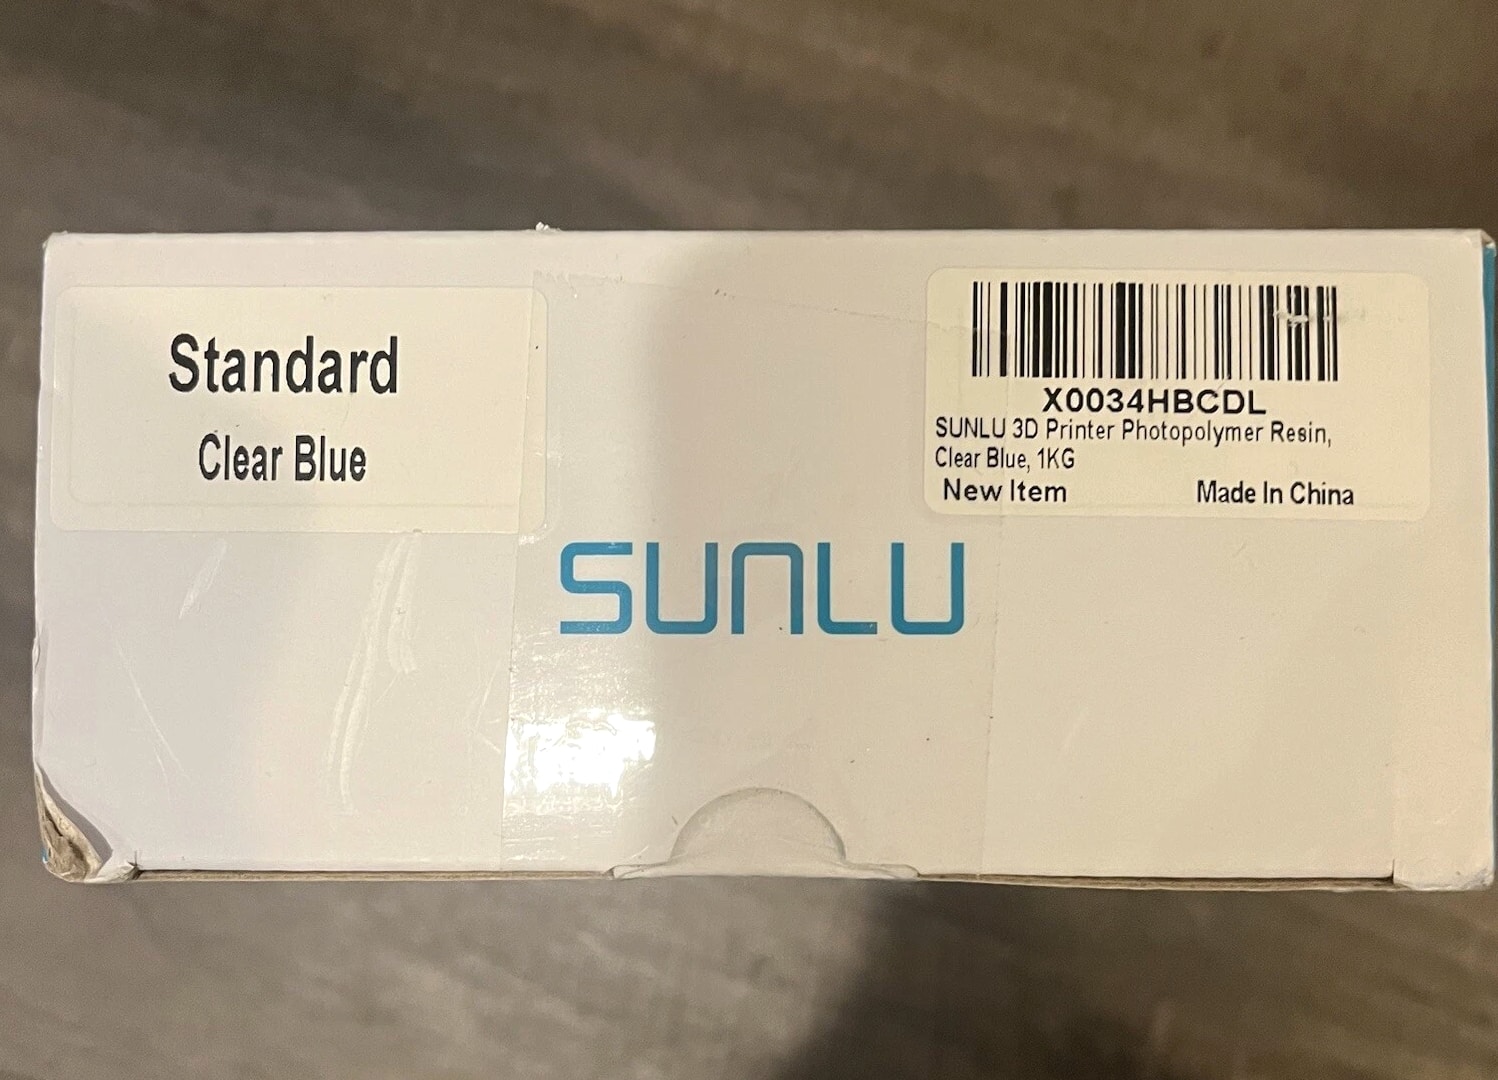 Standard
Clear Blue
X0034HBCDL
SUNLU 3D Printer Photopolymer Resin,
Clear Blue, 1KG
New Item Made In China
SUNLU